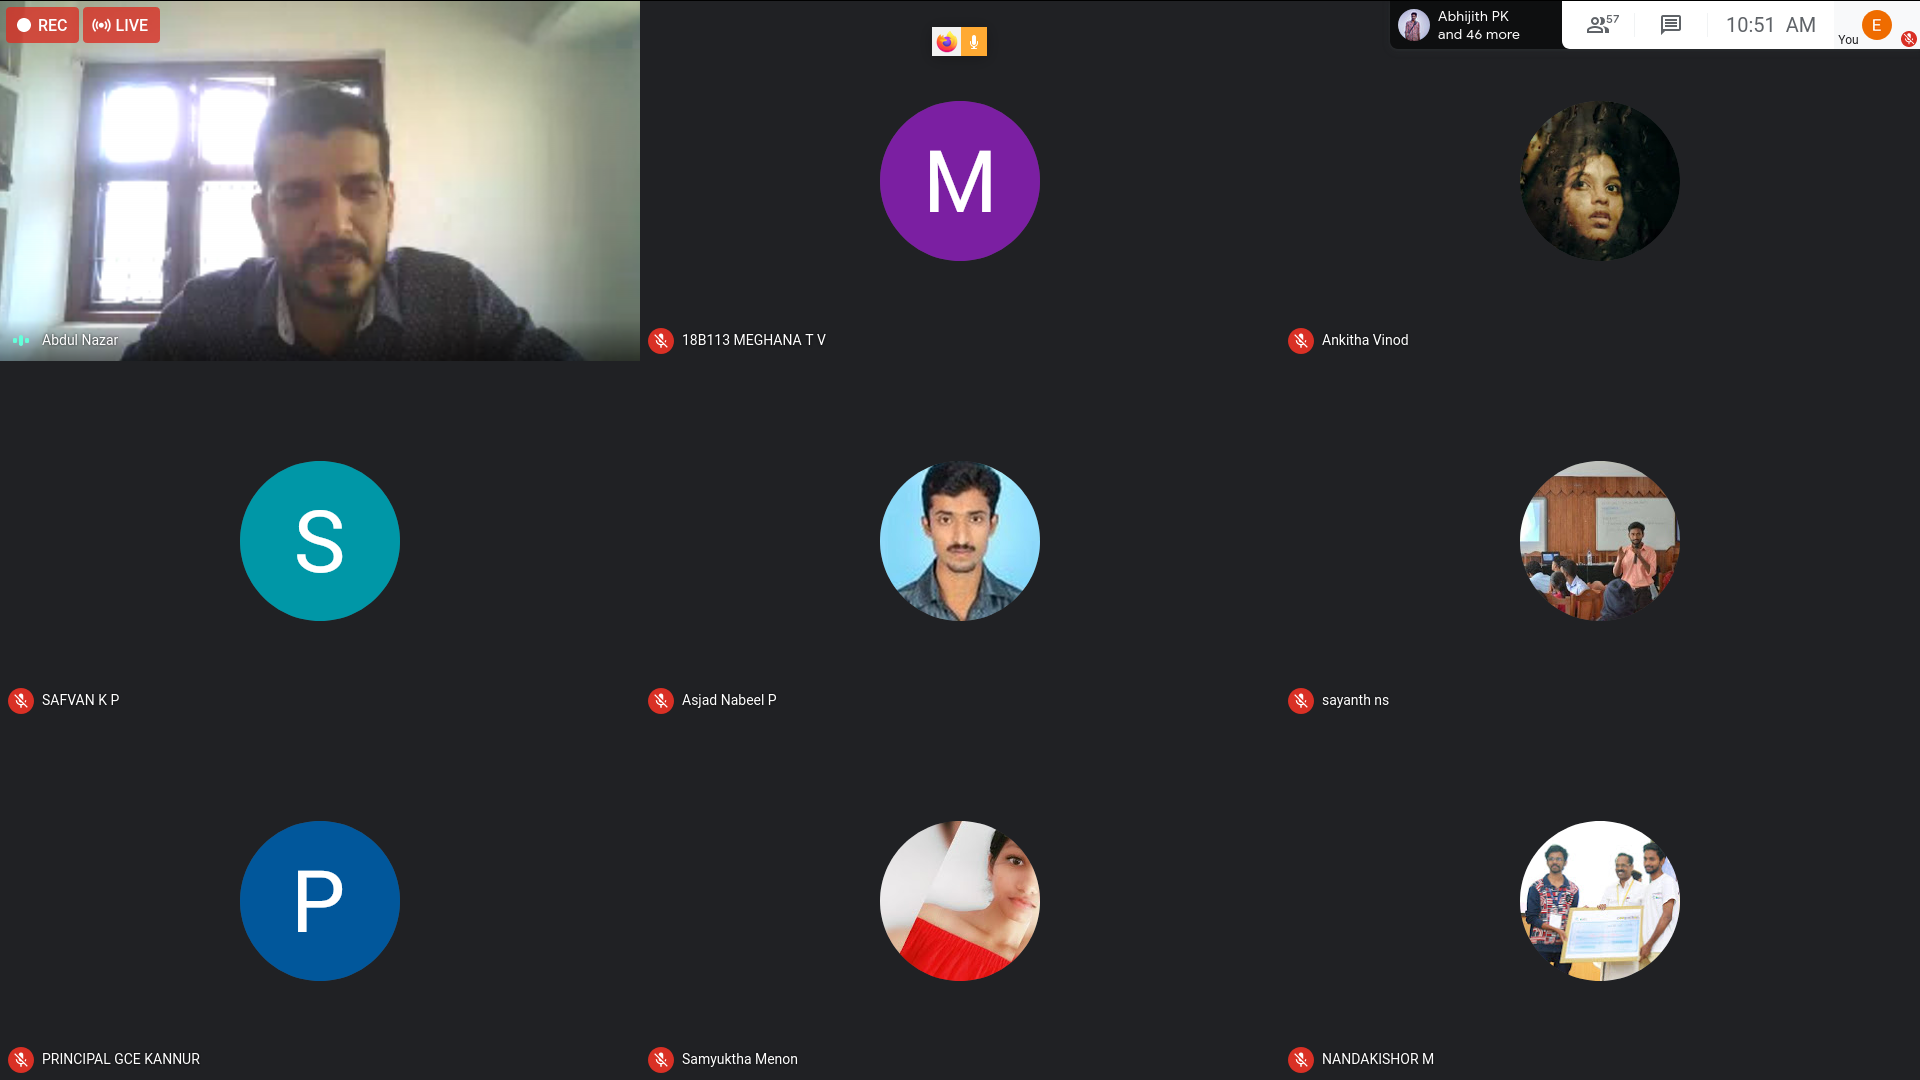 REC
LIVE
Abhijith PK
and 46 more
57
10:51 AM
You
E
M
Abdul Nazar
18B113 MEGHANA T V
Ankitha Vinod
S
SAFVAN K P
Asjad Nabeel P
sayanth ns
P
PRINCIPAL GCE KANNUR
Samyuktha Menon
NANDAKISHOR M